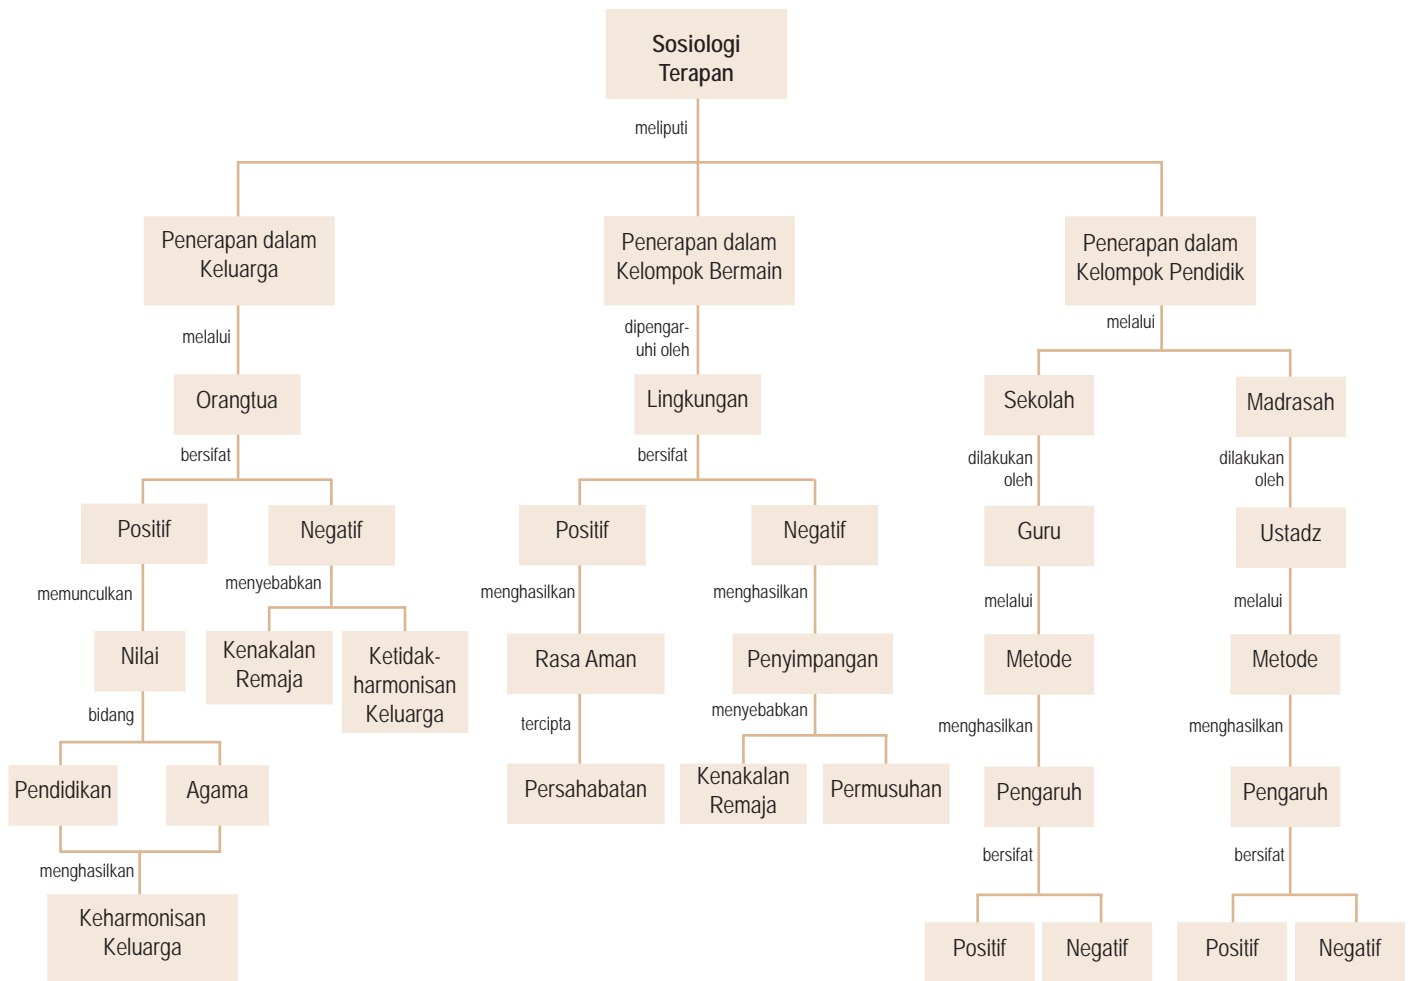 Sosiologi
Terapan
meliputi
Penerapan dalam
Keluarga
Penerapan dalam
Kelompok Bermain
Penerapan dalam
Kelompok Pendidik
melalui
dipengar-
uhi oleh
melalui
Orangtua
Lingkungan
Sekolah
Madrasah
bersifat
bersifat
dilakukan
oleh
dilakukan
oleh
Positif
Negatif
Positif
Negatif
Guru
Ustadz
memunculkan
menyebabkan
menghasilkan
menghasilkan
melalui
melalui
Nilai
Kenakalan
Remaja
Ketidak-
harmonisan
Keluarga
Rasa Aman
Penyimpangan
Metode
Metode
bidang
tercipta
menyebabkan
menghasilkan
menghasilkan
Pendidikan
Agama
Persahabatan
Kenakalan
Remaja
Permusuhan
Pengaruh
Pengaruh
menghasilkan
bersifat
bersifat
Keharmonisan
Keluarga
Positif
Negatif
Positif
Negatif